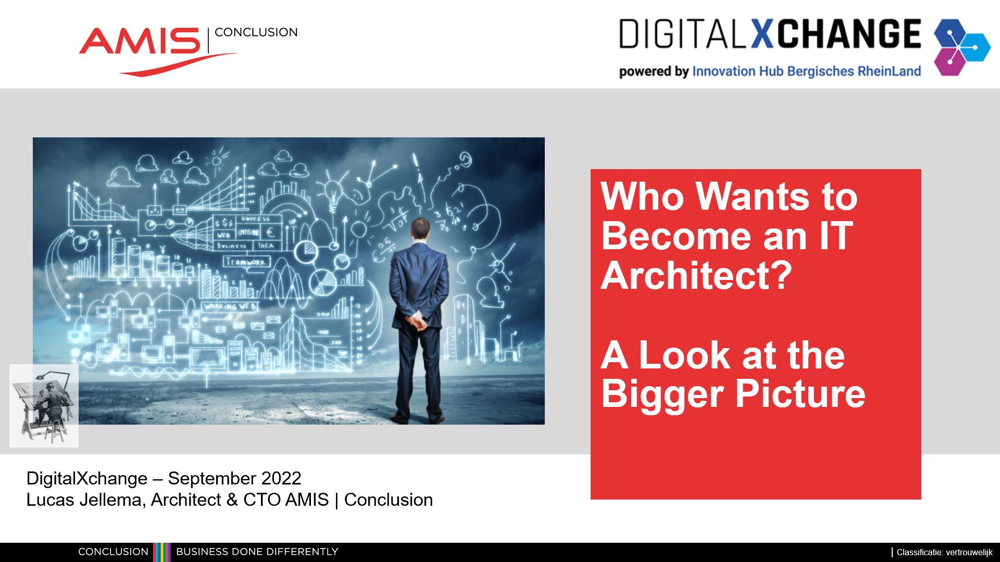 AMIS | CONCLUSION
DIGITALXCHANGE
powered by Innovation Hub Bergisches RheinLand
$ $ $ SUCCESS
WEB INCOME €
BUSINESS IDEA
UP
TEAMWORK
WORKING WEB
Who Wants to
Become an IT
Architect?
A Look at the
Bigger Picture
DigitalXchange – September 2022
Lucas Jellema, Architect & CTO AMIS | Conclusion
CONCLUSION BUSINESS DONE DIFFERENTLY
| Classificatie: vertrouwelijk